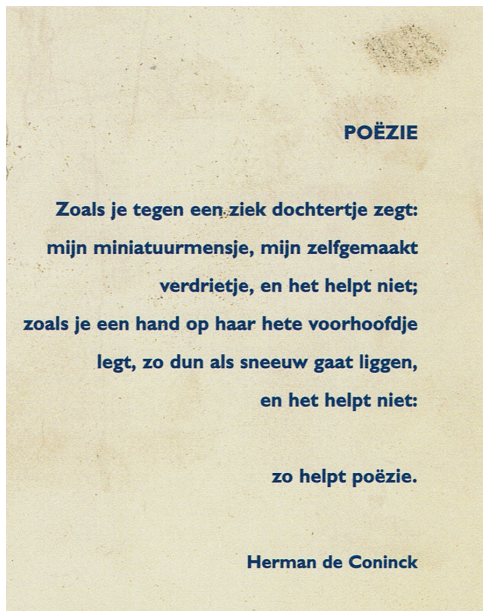 POËZIE
Zoals je tegen een ziek dochtertje zegt:
mijn miniatuurmensje, mijn zelfgemaakt
verdrietje, en het helpt niet;
zoals je een hand op haar hete voorhoofdje
legt, zo dun als sneeuw gaat liggen,
en het helpt niet:
zo helpt poëzie.
Herman de Coninck